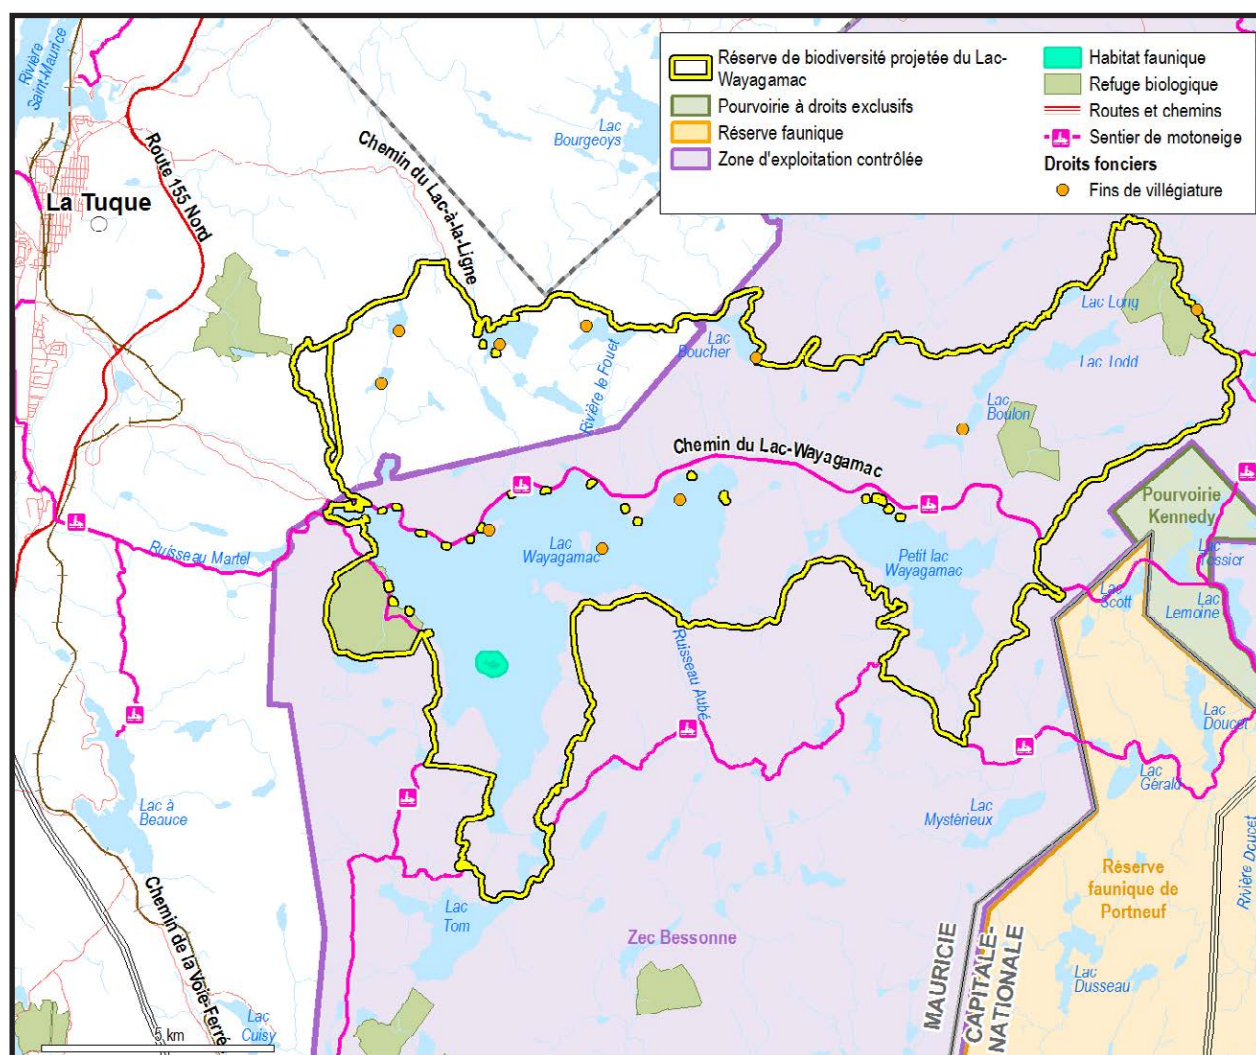 Réserve de biodiversité projetée du Lac-
Wayagamac
Pourvoirie à droits exclusifs
Réserve faunique
Zone d'exploitation contrôlée
Habitat faunique
Refuge biologique
Routes et chemins
Sentier de motoneige
Droits fonciers
Fins de villégiature
Rivière
Saint-Maurice
Route 155 Nord
La Tuque
Chemin du Lac-à-la-Ligne
Lac
Bourgeoys
Lac Long
Lac
Boucher
Lac Lodd
Rivière le Fouet
Lac
Boulon
Chemin du Lac-Wayagamac
Pourvoirie
Kennedy
Ruisseau Martel
Lac
Wayagamac
Petit lac
Wayagamac
Lac
Tessier
Lac
Scott
Lac
Lemoine
Ruisseau Aubé
Lac
Doucet
Lac
Gérald
Lac à
Beauce
Lac
Mystérieux
Rivière Doucet
Réserve
faunique de
Portneuf
Chemin de la Voie-Ferré
Lac
Tom
Zec Bessonne
MAURICIE
CAPITALE-
NATIONALE
Lac
Dusseau
Lac
Cuisy
5 km